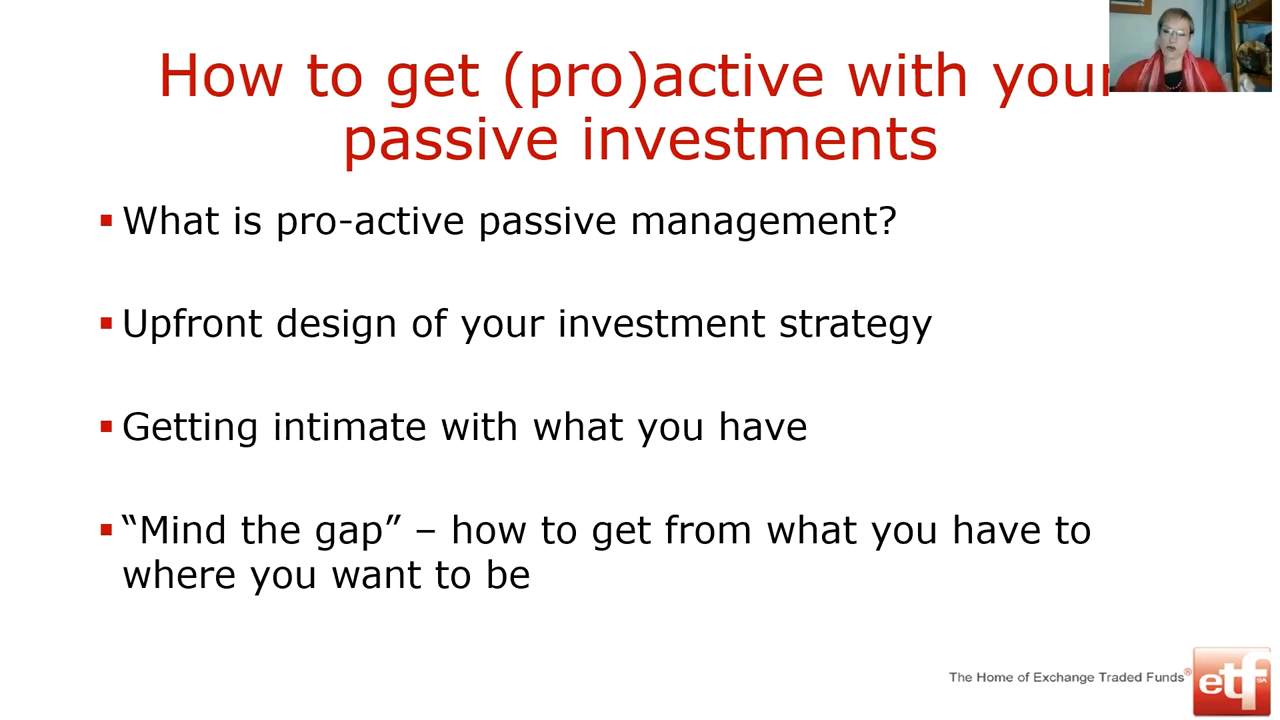 How to get (pro)active with your
passive investments
▪ What is pro-active passive management?
▪ Upfront design of your investment strategy
▪ Getting intimate with what you have
▪ “Mind the gap” – how to get from what you have to
where you want to be
The Home of Exchange Traded Funds®
etf
SA